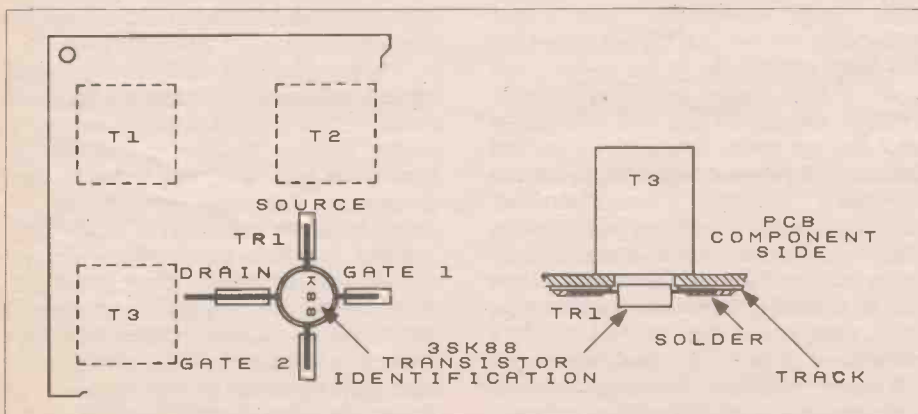 T1
T2
SOURCE
TR1
DRAIN
GATE 1
K88
T3
GATE 2
3SK88
TRANSISTOR
IDENTIFICATION
T3
PCB
COMPONENT
SIDE
TR1
SOLDER
TRACK